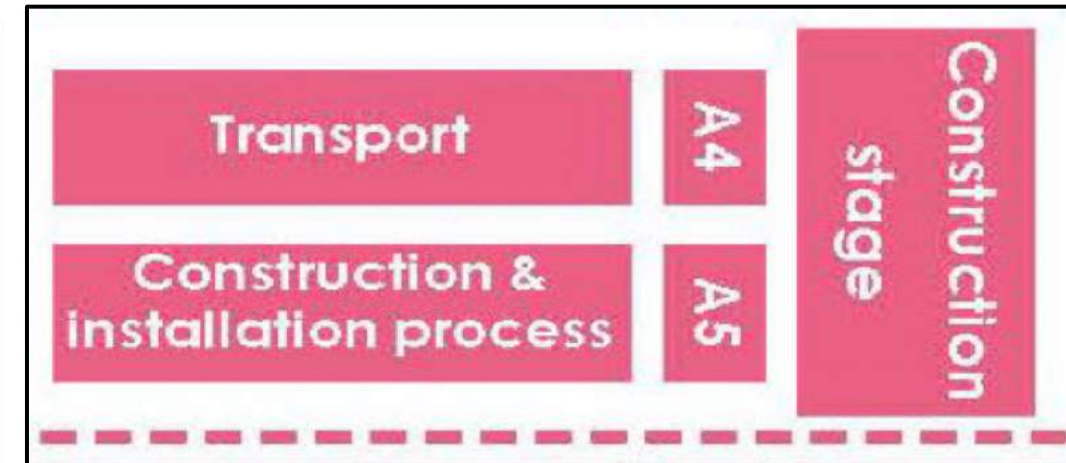 Transport
A4
Construction &
installation process
A5
Construction
stage